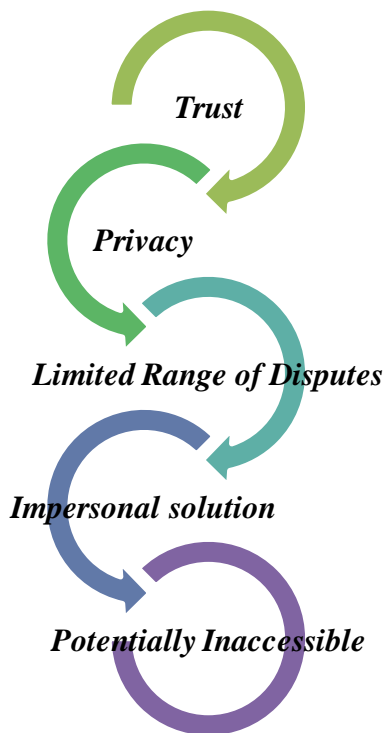 Trust
Privacy
Limited Range of Disputes
Impersonal solution
Potentially Inaccessible